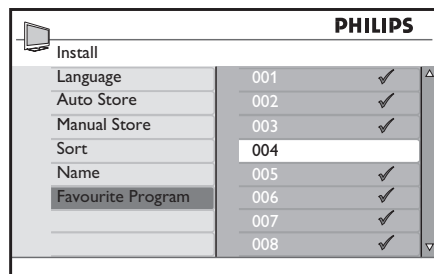 PHILIPS
Install
Language 001 ✓
Auto Store 002 ✓
Manual Store 003 ✓
Sort 004
Name 005 ✓
Favourite Program 006 ✓
007 ✓
008 ✓